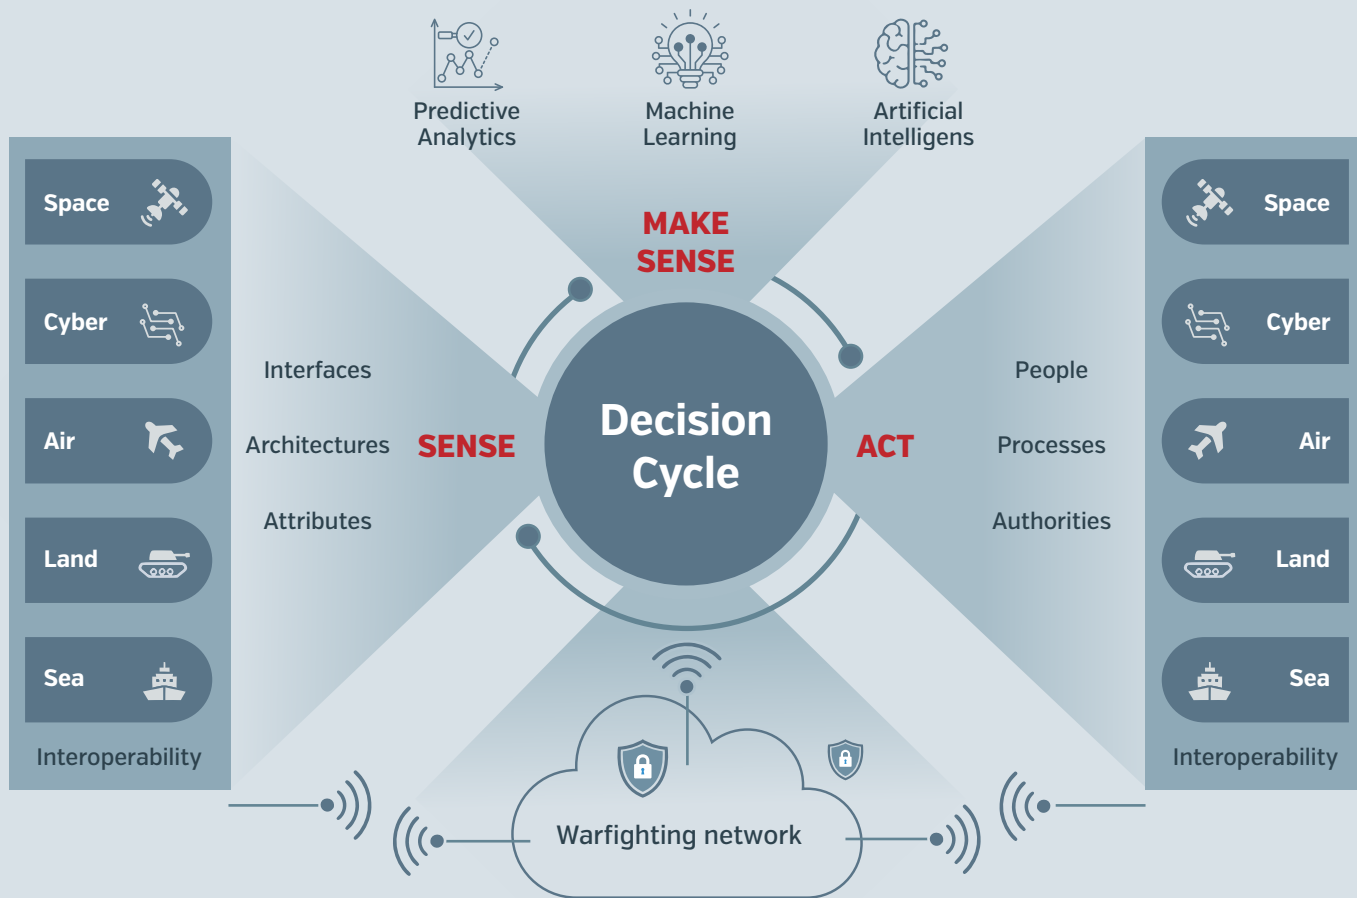 Predictive
Analytics
Machine
Learning
Artificial
Intelligens
Space
Cyber
Air
Land
Sea
Interoperability
Interfaces
Architectures
Attributes
SENSE
MAKE
SENSE
Decision
Cycle
ACT
People
Processes
Authorities
Space
Cyber
Air
Land
Sea
Interoperability
Warfighting network